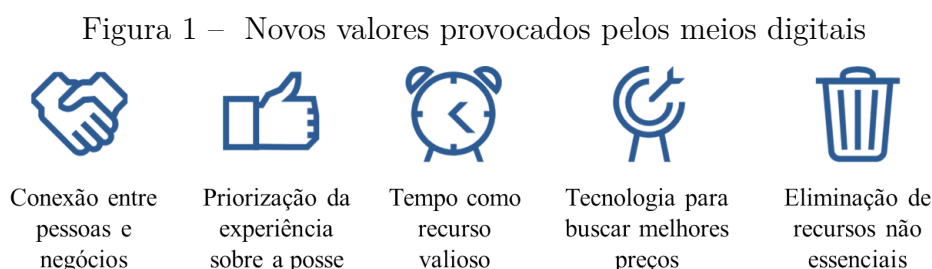 Figura 1 – Novos valores provocados pelos meios digitais
Conexão entre
pessoas e
negócios
Priorização da
experiência
sobre a posse
Tempo como
recurso
valioso
Tecnologia para
buscar melhores
preços
Eliminação de
recursos não
essenciais